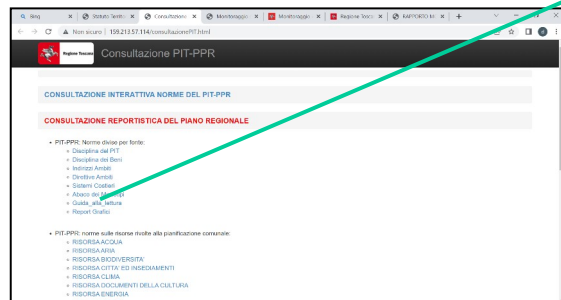 Bing
Statuto Territo
Consultazione
Monitoraggio
Monitoraggio
Regione Tosca
RAPPORTO M
Non sicuro | 159.213.57.114/consultazionePIT.html
Regione Toscana
Consultazione PIT-PPR
CONSULTAZIONE INTERATTIVA NORME DEL PIT-PPR
CONSULTAZIONE REPORTISTICA DEL PIANO REGIONALE
PIT-PPR: Norme divise per fonte:
Disciplina del PIT
Disciplina dei Beni
Indirizzi Ambiti
Direttive Ambiti
Sistemi Costieri
Abaco dei
Guida_alla_lettura
Report Grafici
PIT-PPR: norme sulle risorse rivolte alla pianificazione comunale:
RISORSA ACQUA
RISORSA ARIA
RISORSA BIODIVERSITA'
RISORSA CITTA' ED INSEDIAMENTI
RISORSA CLIMA
RISORSA DOCUMENTI DELLA CULTURA
RISORSA ENERGIA